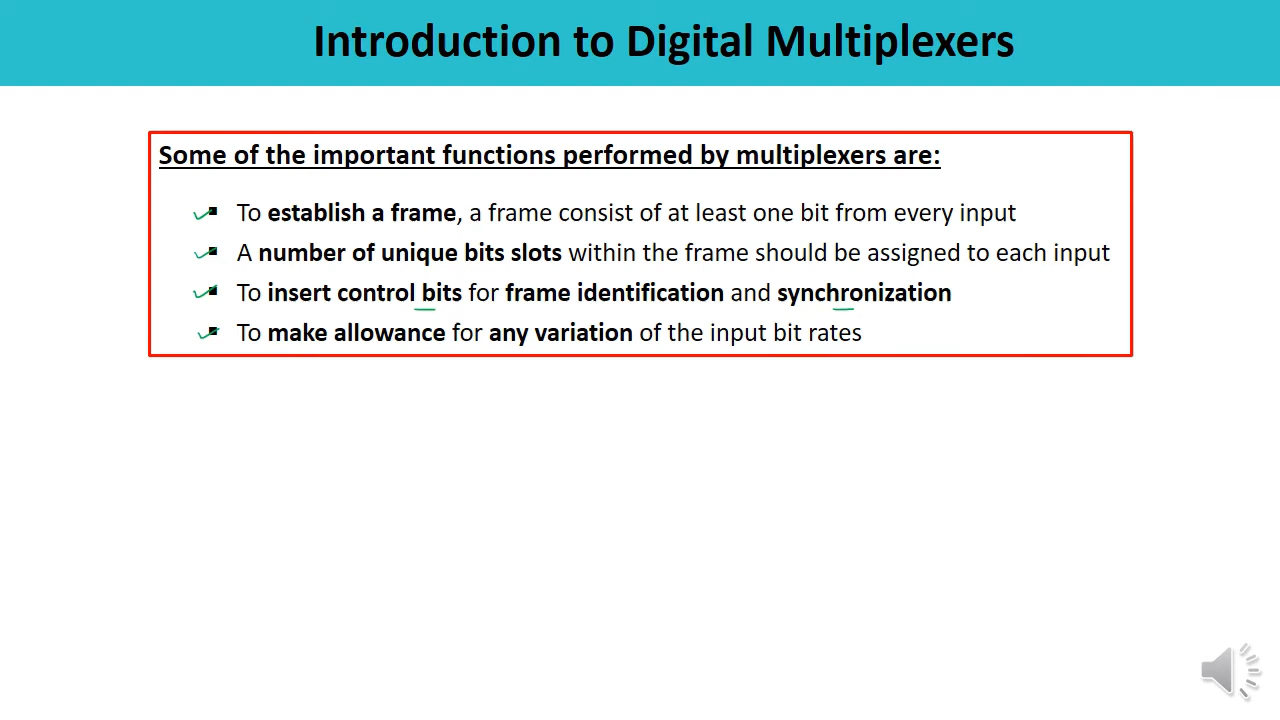 Introduction to Digital Multiplexers
Some of the important functions performed by multiplexers are:
To establish a frame, a frame consist of at least one bit from every input
A number of unique bits slots within the frame should be assigned to each input
To insert control bits for frame identification and synchronization
To make allowance for any variation of the input bit rates